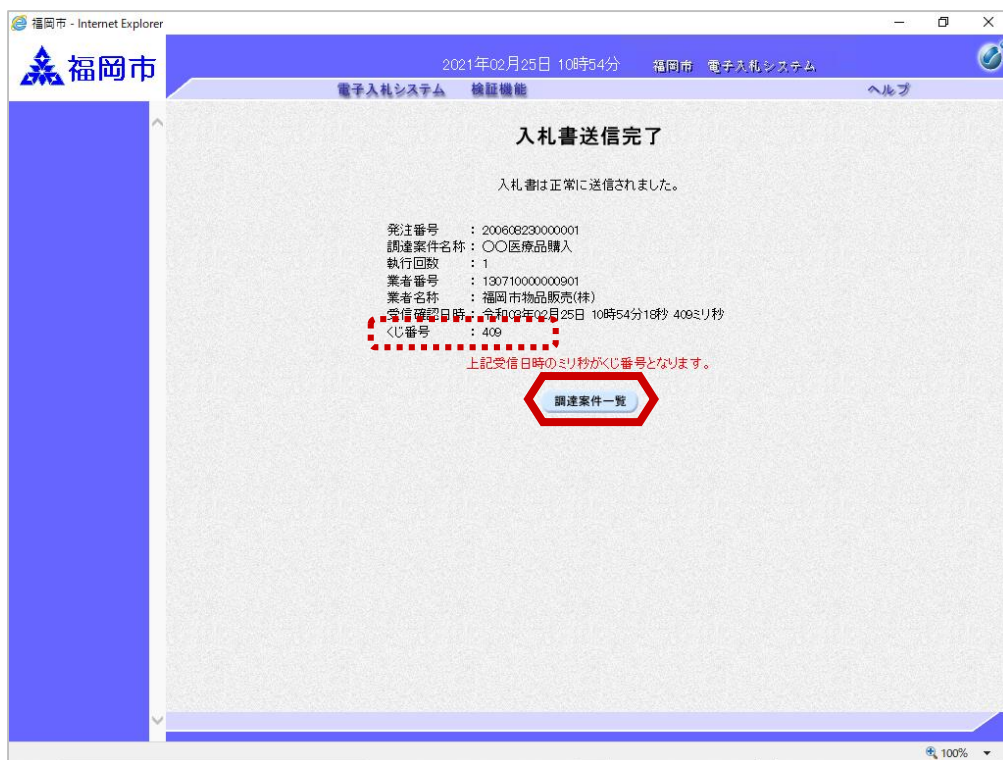 福岡市 - Internet Explorer
福岡市
2021年02月25日 10時54分 福岡市 電子入札システム
電子入札システム 検証機能 ヘルプ
入札書送信完了
入札書は正常に送信されました。
発注番号 : 200608230000001
調達案件名称 : 〇〇医療品購入
執行回数 : 1
業者番号 : 130710000000901
業者名称 : 福岡市物品販売(株)
受信確認日時 : 令和03年02月25日 10時54分18秒 409ミリ秒
くじ番号 : 409
上記受信日時のミリ秒がくじ番号となります。
調達案件一覧
100%